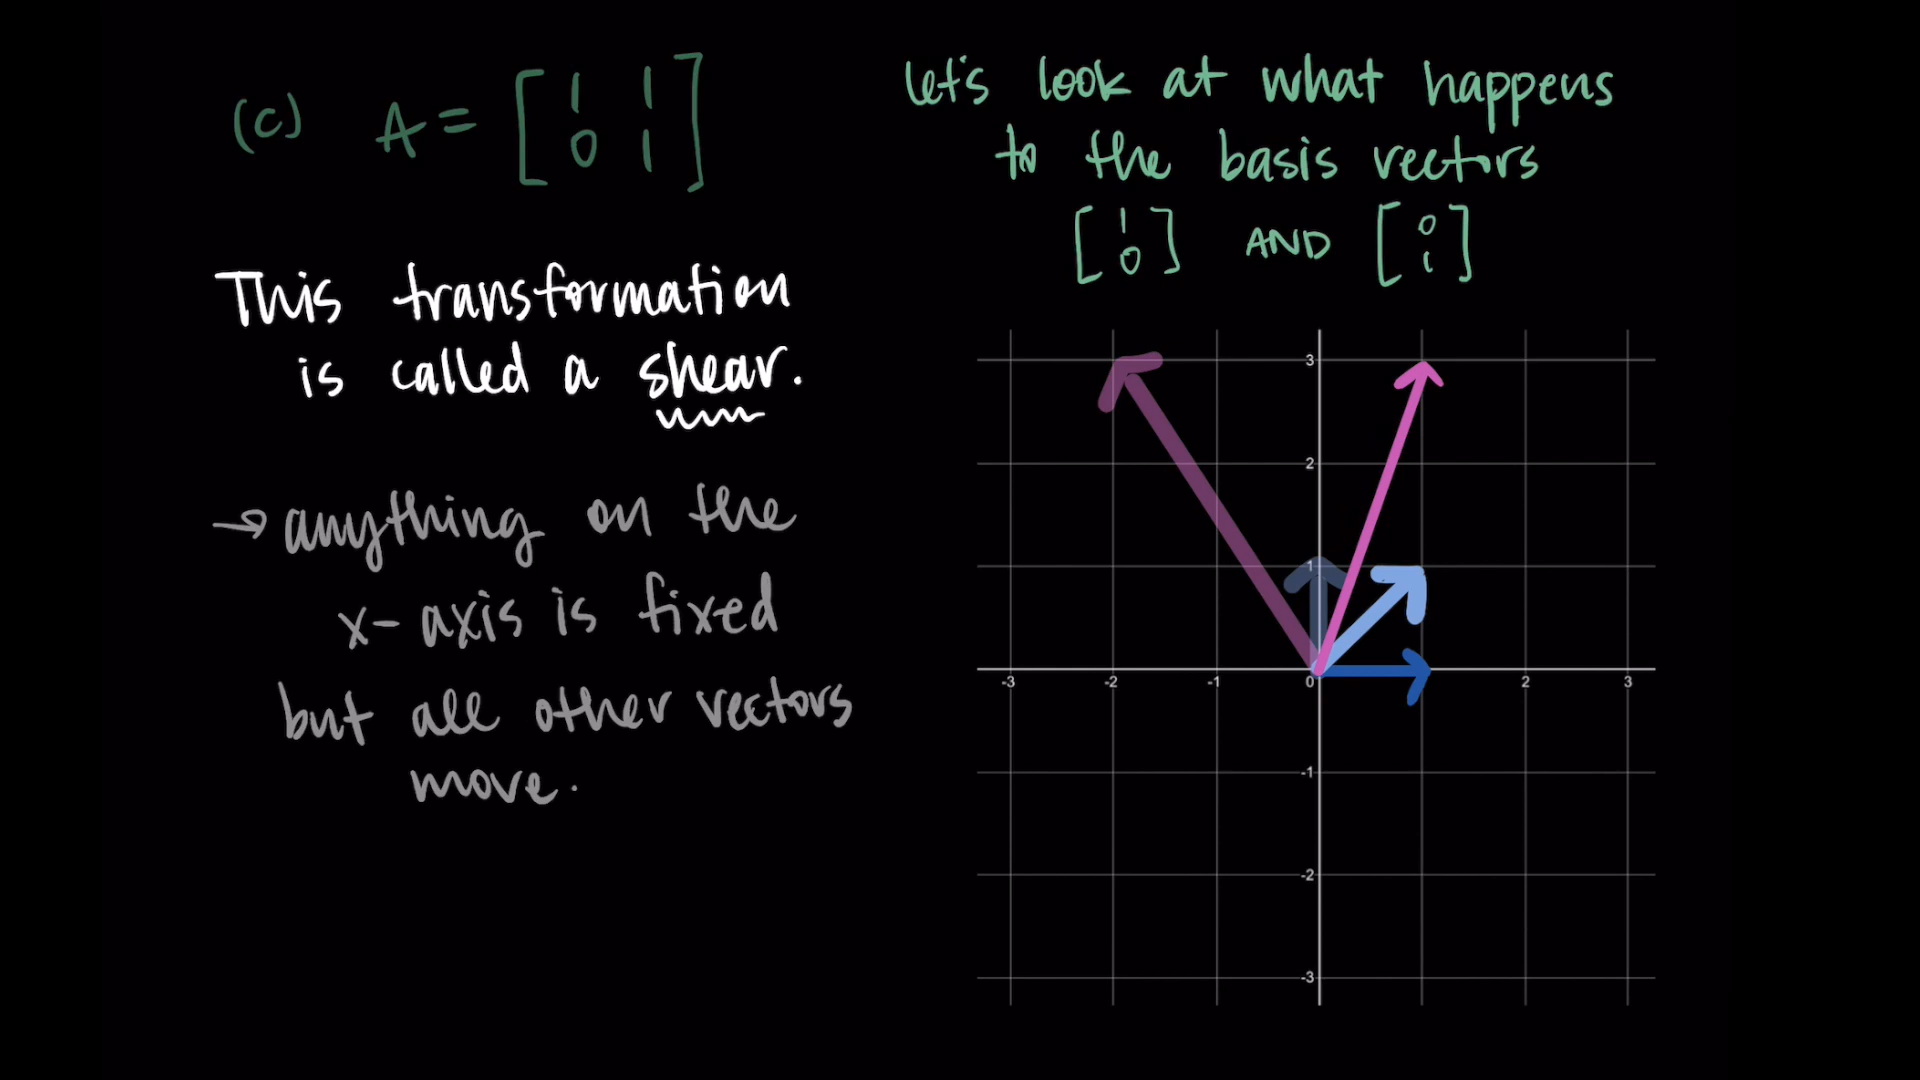 (c) A = [ 1 1
0 1 ]
This transformation
is called a shear.
→ anything on the
x-axis is fixed
but all other vectors
move.
let's look at what happens
to the basis vectors
[ 1 0 ] AND [ 0 1 ]
3
2
1
-3 -2 -1 0 2 3
-1
-2
-3